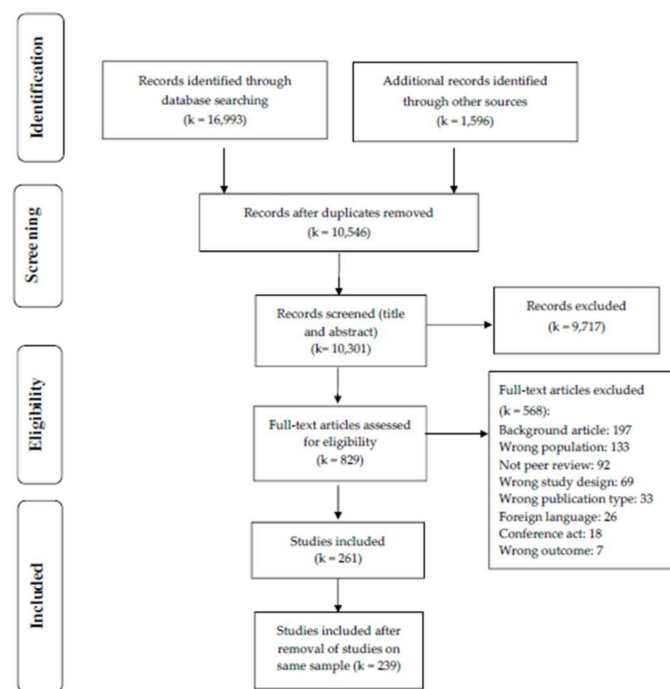 Identification
Records identified through
database searching
(k = 16,993)
Additional records identified
through other sources
(k = 1,596)
Screening
Records after duplicates removed
(k = 10,546)
Records screened (title
and abstract)
(k= 10,301)
Records excluded
(k = 9,717)
Eligibility
Full-text articles assessed
for eligibility
(k = 829)
Full-text articles excluded
(k = 568):
Background article: 197
Wrong population: 133
Not peer review: 92
Wrong study design: 69
Wrong publication type: 33
Foreign language: 26
Conference act: 18
Wrong outcome: 7
Included
Studies included
(k = 261)
Studies included after
removal of studies on
same sample (k = 239)